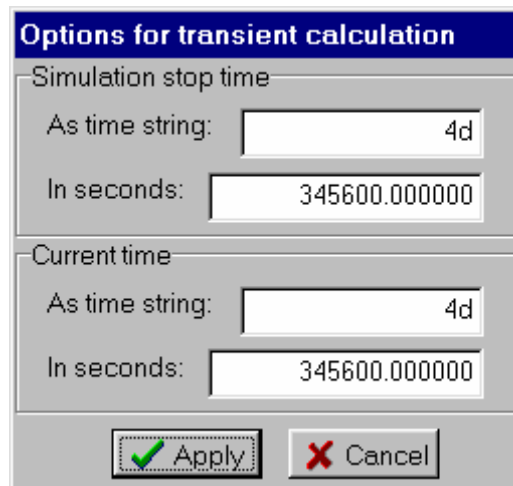 Options for transient calculation
Simulation stop time
As time string: 4d
In seconds: 345600.000000
Current time
As time string: 4d
In seconds: 345600.000000
Apply Cancel